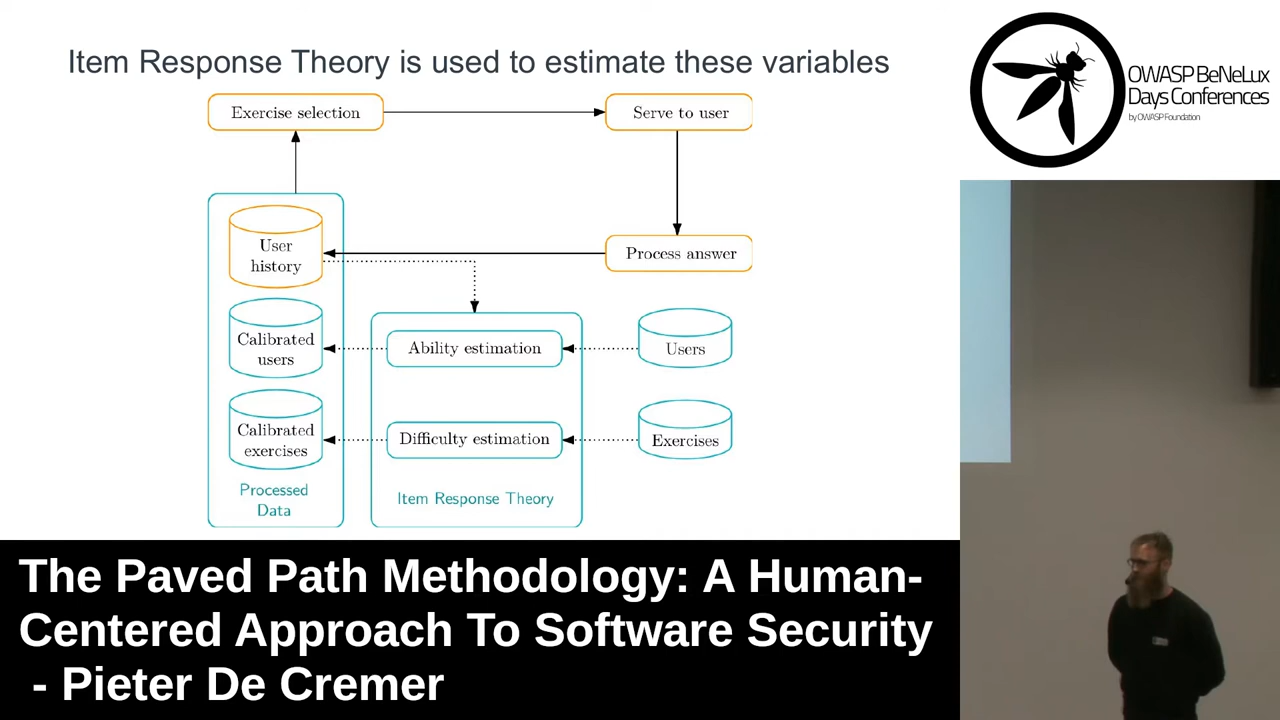 Item Response Theory is used to estimate these variables
Exercise selection
Serve to user
User
history
Process answer
Calibrated
users
Ability estimation
Users
Calibrated
exercises
Difficulty estimation
Exercises
Processed
Data
Item Response Theory
OWASP BeNeLux
Days Conferences
by OWASP Foundation
The Paved Path Methodology: A Human-
Centered Approach To Software Security
- Pieter De Cremer